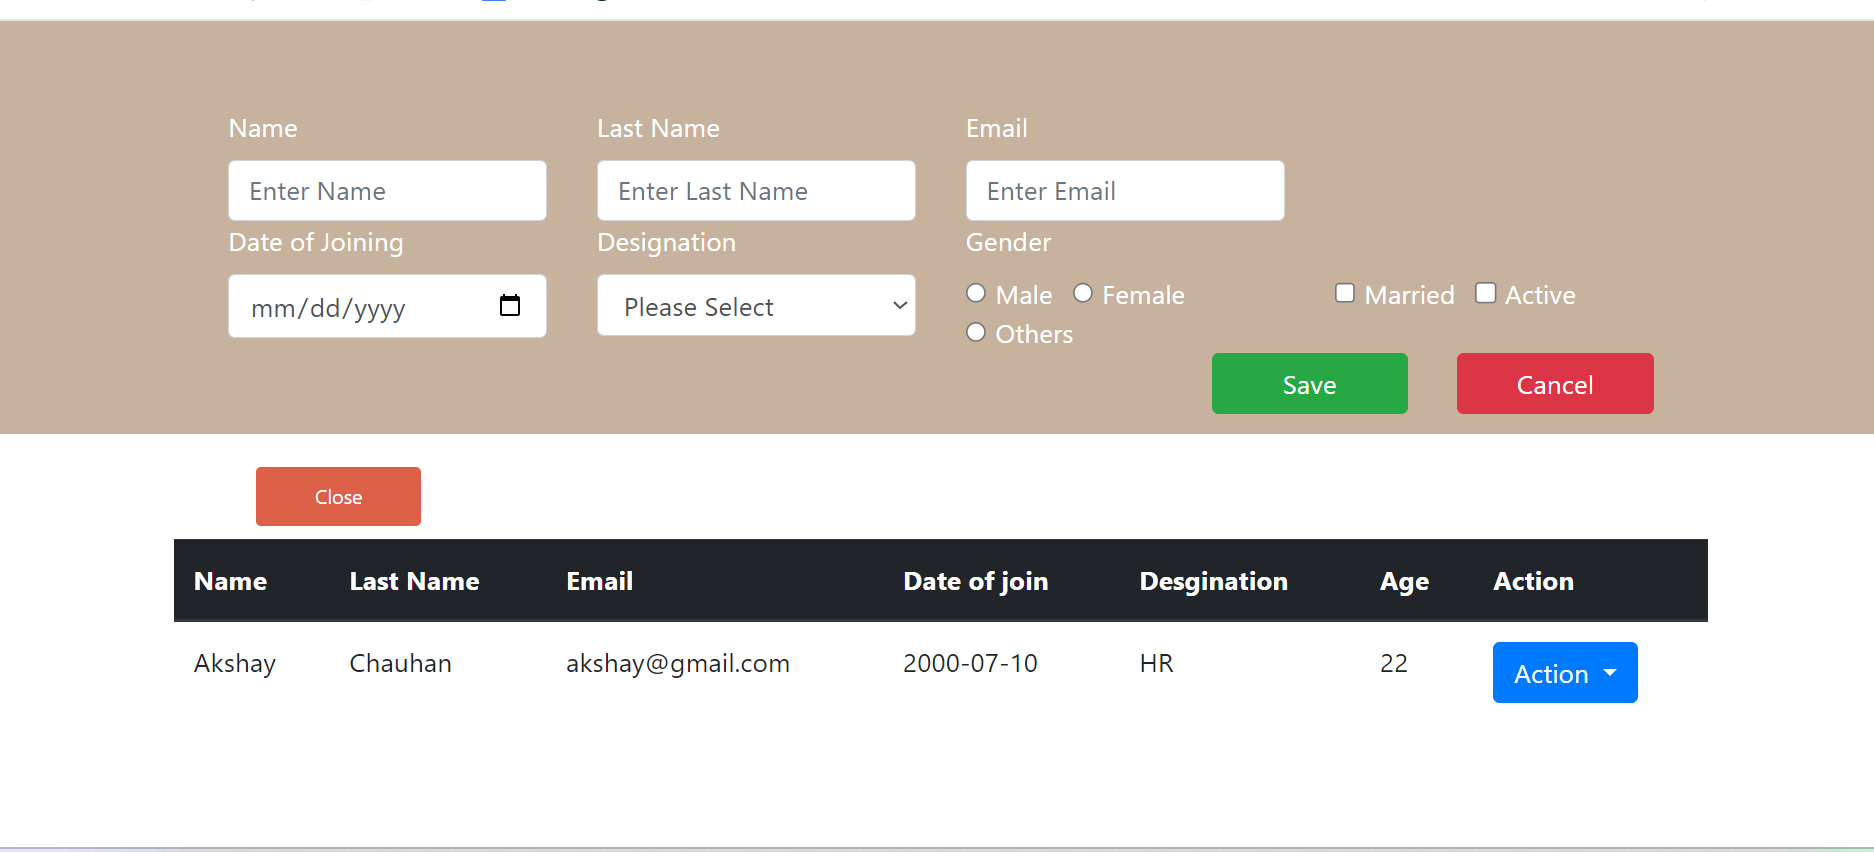 Name Last Name Email
Enter Name Enter Last Name Enter Email
Date of Joining Designation Gender
mm/dd/yyyy Please Select Male Female Married Active
Others
Save Cancel
Close
Name Last Name Email Date of join Desgination Age Action
Akshay Chauhan akshay@gmail.com 2000-07-10 HR 22 Action